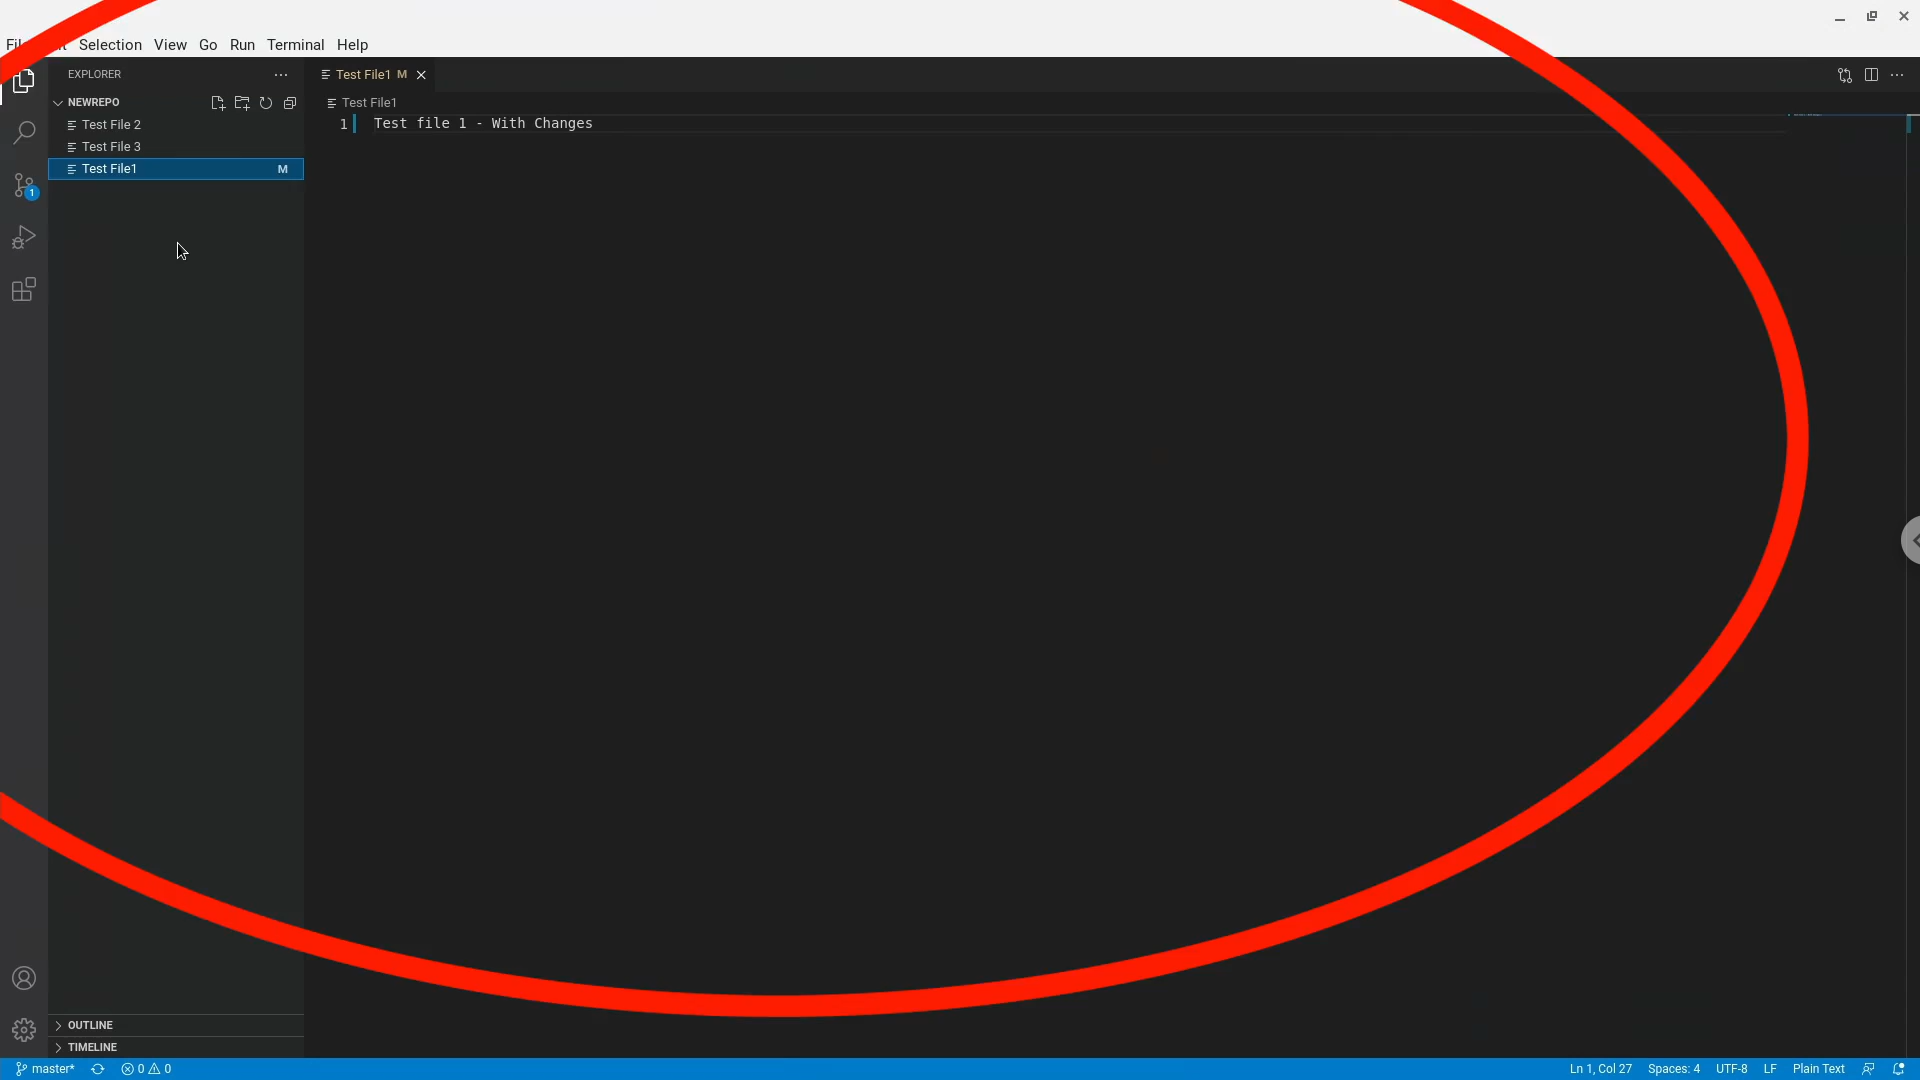 Selection View Go Run Terminal Help
EXPLORER
Test File1 M
NEWREPO
Test File1
Test File 2
1 Test file 1 - With Changes
Test File 3
Test File1 M
1
OUTLINE
TIMELINE
master* 0 0 Ln 1, Col 27 Spaces: 4 UTF-8 LF Plain Text